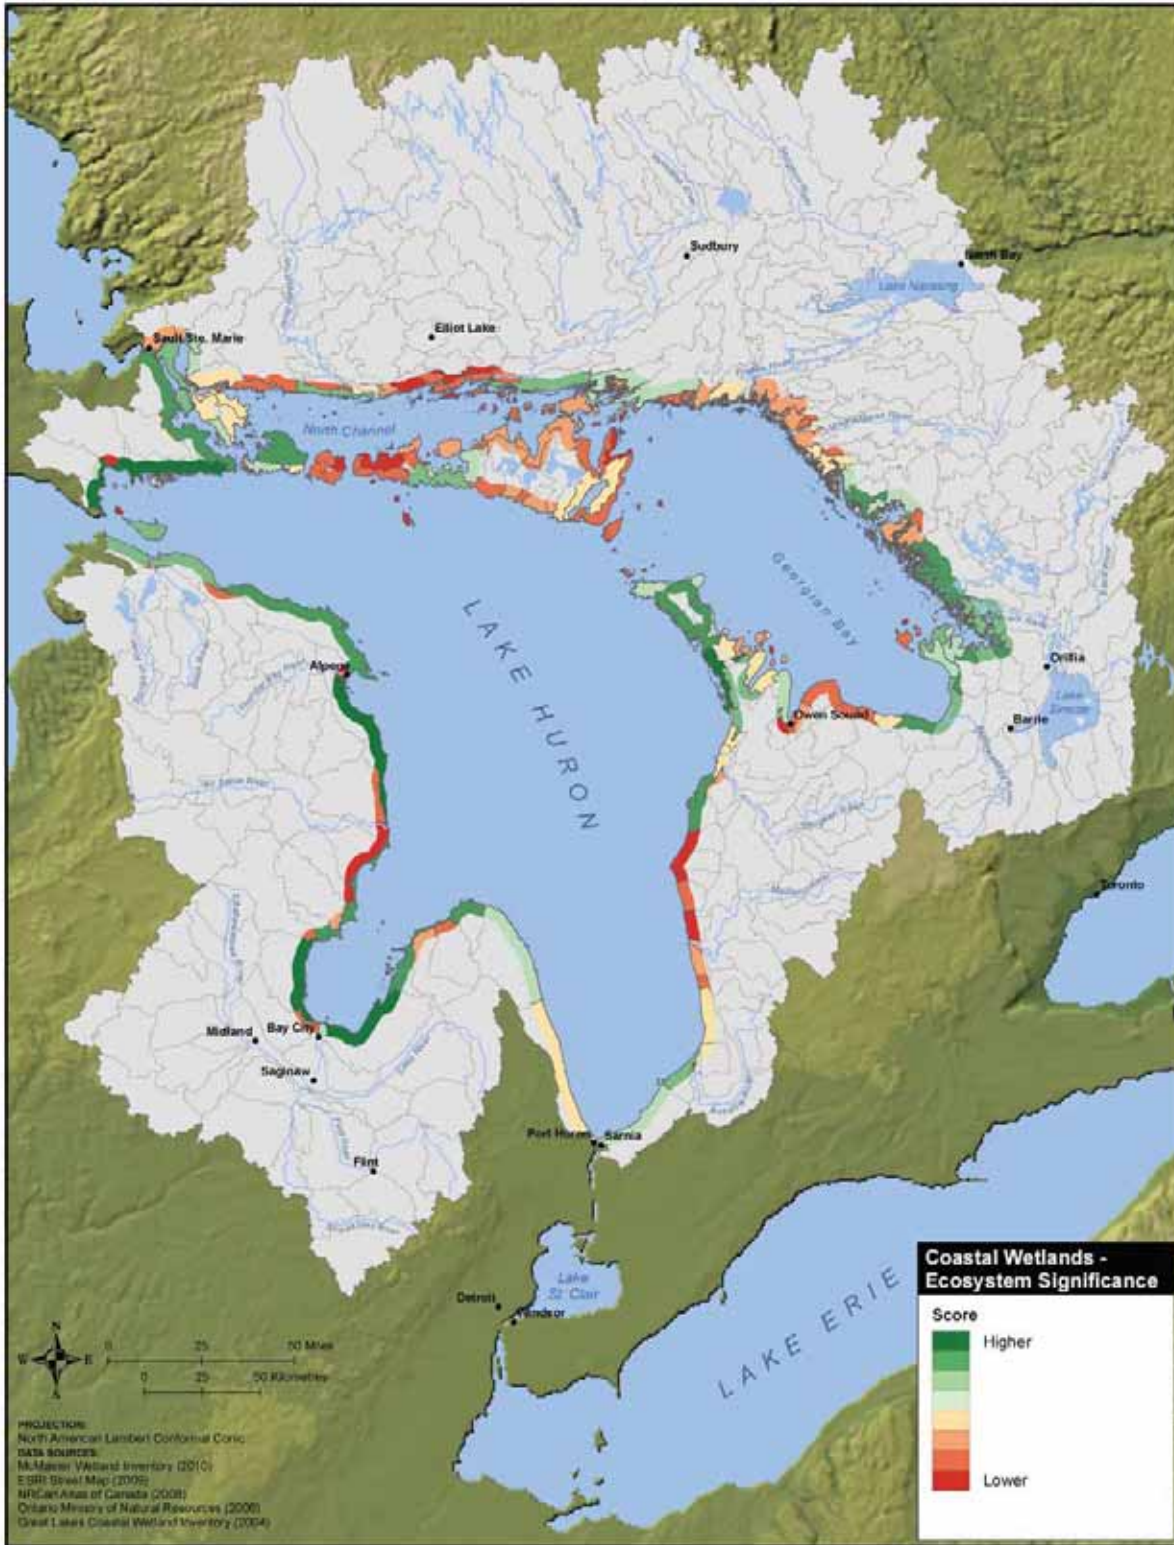 Sudbury
North Bay
Lake Nipissing
Elliot Lake
Sault Ste. Marie
North Channel
Georgian Bay
LAKE HURON
Alpena
Orillia
Lake Simcoe
Barrie
Owen Sound
Toronto
Midland
Bay City
Saginaw
Port Huron
Sarnia
Flint
Lake
St. Clair
Detroit
Windsor
LAKE ERIE
Coastal Wetlands -
Ecosystem Significance
Score
Higher
Lower
N
W
E
0 25 50 Miles
0 25 50 Kilometres
PROJECTION:
North American Lambert Conformal Conic
DATA SOURCES:
McMaster Wetland Inventory (2010)
ESRI Street Map (2009)
NRCan Atlas of Canada (2008)
Ontario Ministry of Natural Resources (2006)
Great Lakes Coastal Wetland Inventory (2004)